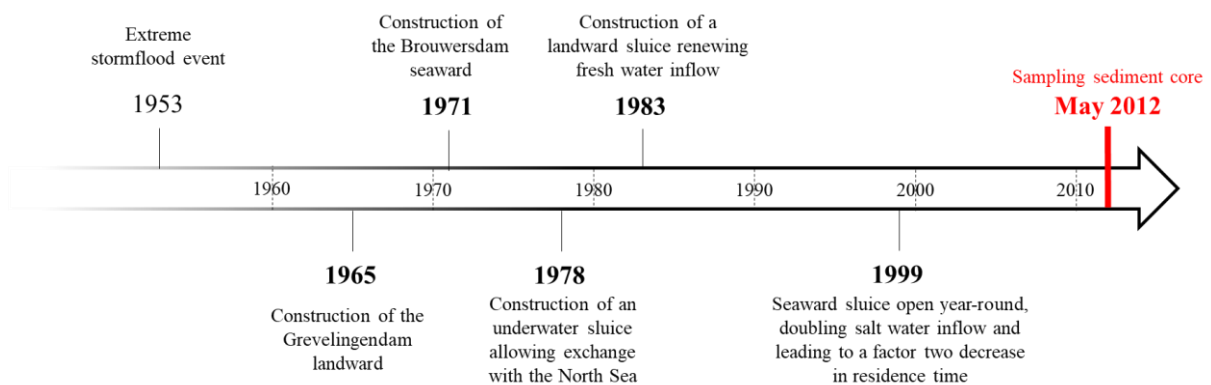 Extreme
stormflood event
1953
Construction of
the Brouwersdam
seaward
1971
Construction of a
landward sluice renewing
fresh water inflow
1983
Sampling sediment core
May 2012
1960
1970
1980
1990
2000
2010
1965
Construction of the
Grevelingendam
landward
1978
Construction of an
underwater sluice
allowing exchange
with the North Sea
1999
Seaward sluice open year-round,
doubling salt water inflow and
leading to a factor two decrease
in residence time